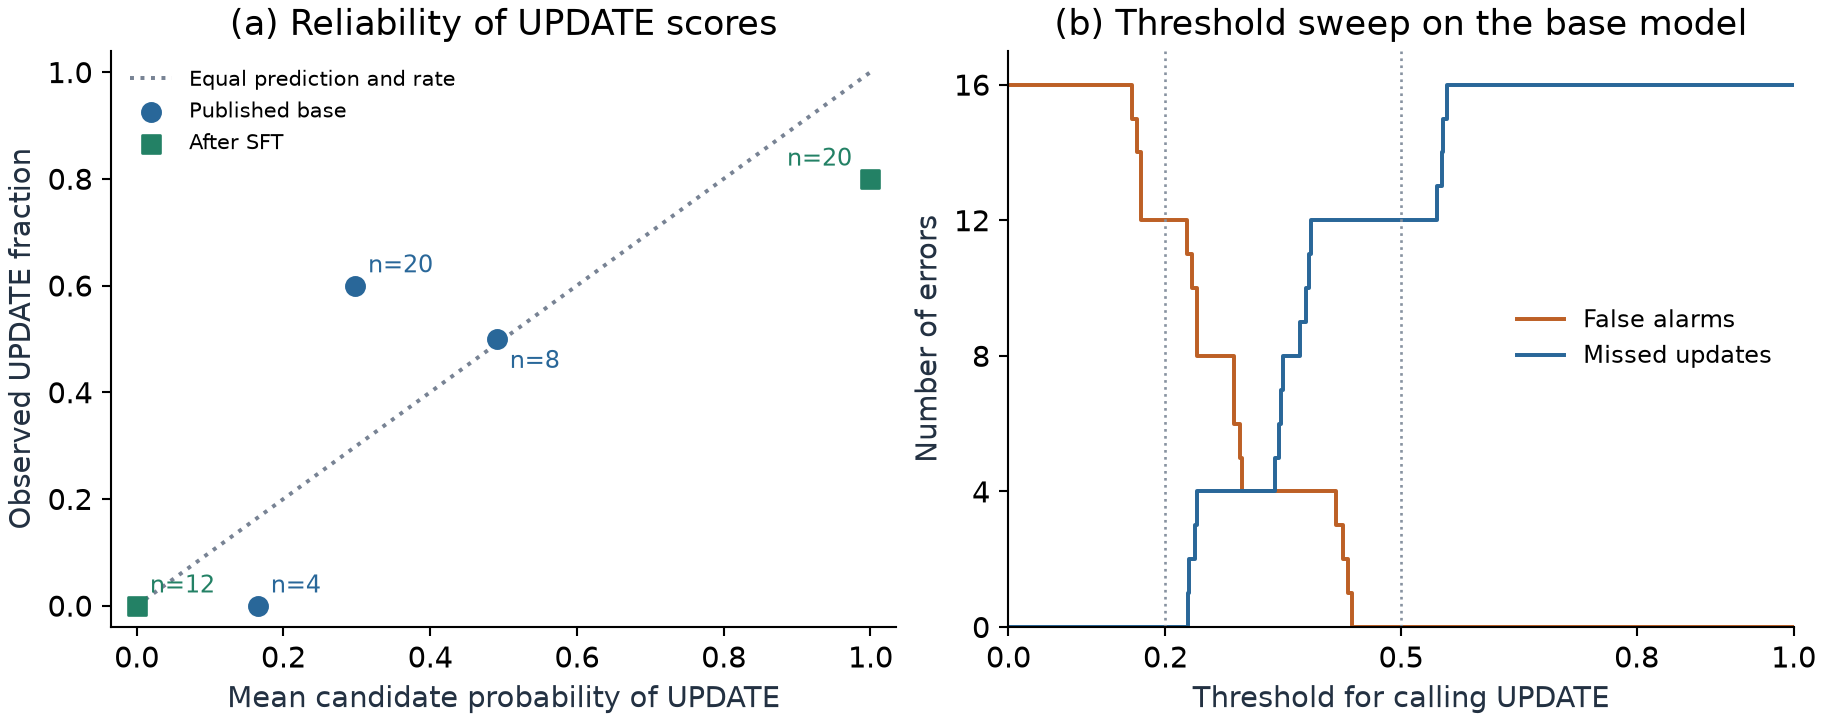 (a) Reliability of UPDATE scores
Observed UPDATE fraction
1.0
0.8
0.6
0.4
0.2
0.0
Equal prediction and rate
Published base
After SFT
n=20
n=20
n=8
n=12
n=4
0.0
0.2
0.4
0.6
0.8
1.0
Mean candidate probability of UPDATE
(b) Threshold sweep on the base model
Number of errors
16
12
8
4
0
False alarms
Missed updates
0.0
0.2
0.5
0.8
1.0
Threshold for calling UPDATE